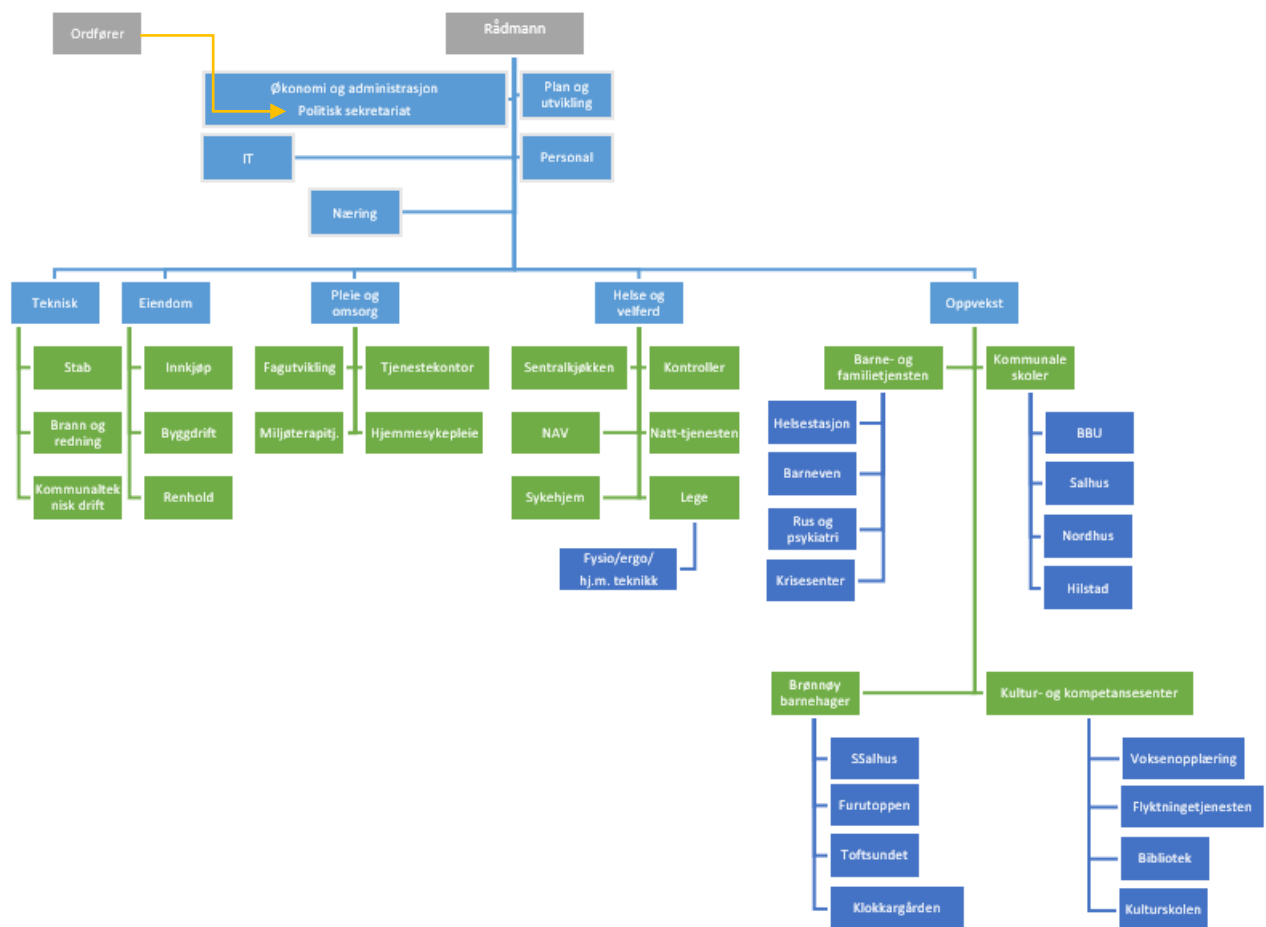 Ordfører
Rådmann
Økonomi og administrasjon
Politisk sekretariat
Plan og
utvikling
IT
Personal
Næring
Teknisk
Eiendom
Pleie og
omsorg
Helse og
velferd
Oppvekst
Stab
Innkjøp
Fagutvikling
Tjenestekontor
Sentralkjøkken
Kontroller
Barne- og
familietjensten
Kommunale
skoler
Brann og
redning
Byggdrift
Miljøterapitj.
Hjemmesykepleie
NAV
Natt-tjenesten
Helsestasjon
BBU
Kommunaltek
nisk drift
Renhold
Sykehjem
Lege
Barneven
Salhus
Fysio/ergo/
hj.m. teknikk
Rus og
psykiatri
Nordhus
Krisesenter
Hilstad
Brønnøy
barnehager
Kultur- og kompetansesenter
SSalhus
Voksenopplæring
Furutoppen
Flyktningetjenesten
Toftsundet
Bibliotek
Klokkargården
Kulturskolen